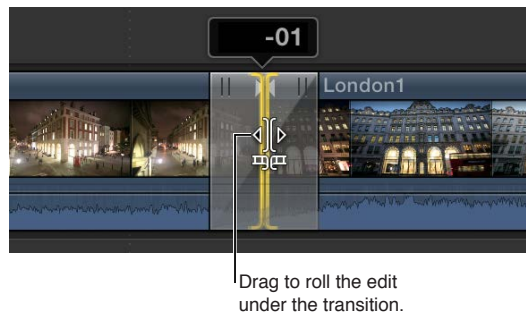 -01
London1
Drag to roll the edit
under the transition.